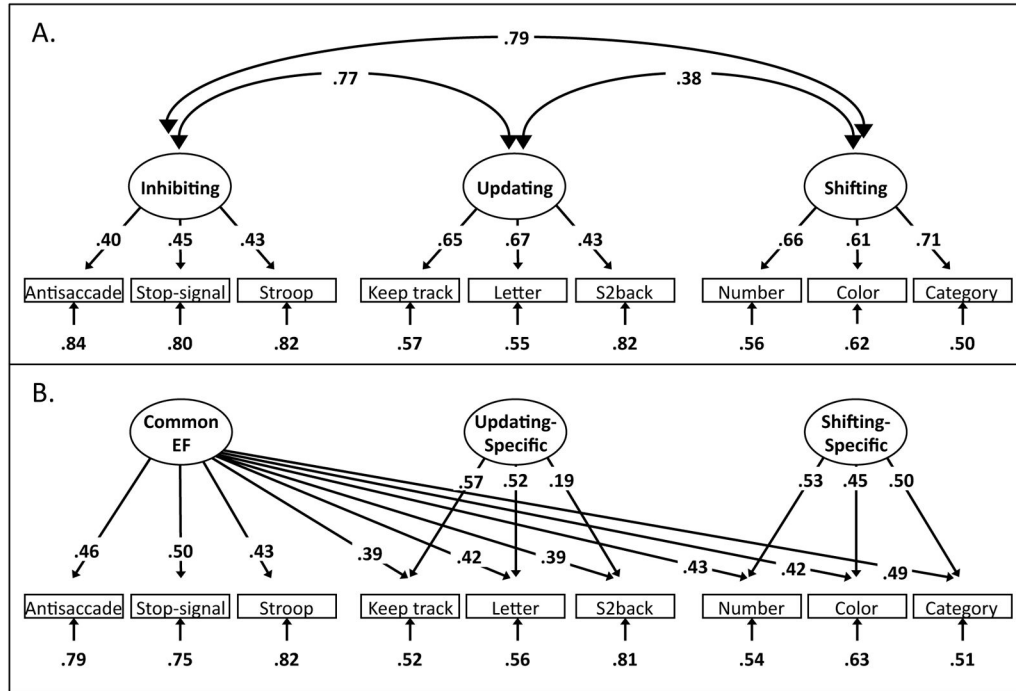 A.
.79
.77 .38
Inhibiting Updating Shifting
.40 .45 .43 .65 .67 .43 .66 .61 .71
Antisaccade Stop-signal Stroop Keep track Letter S2back Number Color Category
.84 .80 .82 .57 .55 .82 .56 .62 .50
B.
Common EF Updating-Specific Shifting-Specific
.57 .52 .19 .53 .45 .50
.46 .50 .43 .39 .42 .39 .43 .42 .49
Antisaccade Stop-signal Stroop Keep track Letter S2back Number Color Category
.79 .75 .82 .52 .56 .81 .54 .63 .51